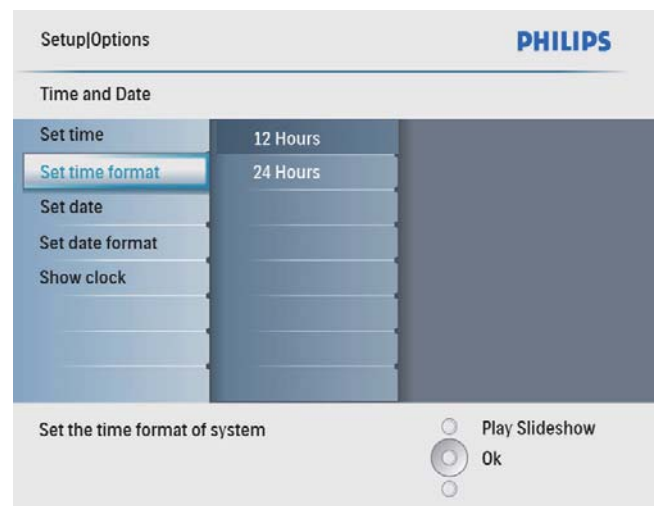 Setup|Options
PHILIPS
Time and Date
Set time
12 Hours
Set time format
24 Hours
Set date
Set date format
Show clock
Set the time format of system
Play Slideshow
Ok